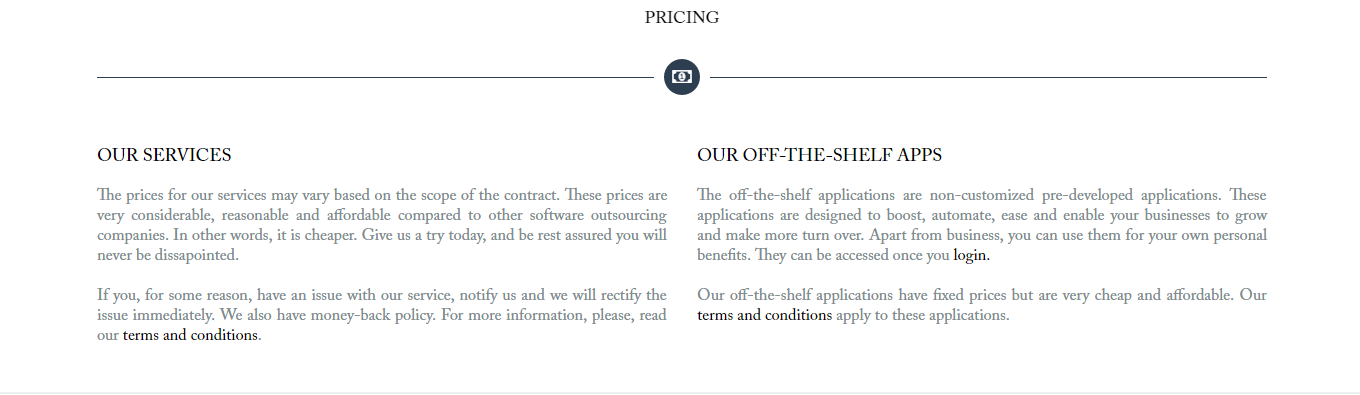 PRICING
OUR SERVICES
The prices for our services may vary based on the scope of the contract. These prices are
very considerable, reasonable and affordable compared to other software outsourcing
companies. In other words, it is cheaper. Give us a try today, and be rest assured you will
never be dissapointed.
If you, for some reason, have an issue with our service, notify us and we will rectify the
issue immediately. We also have money-back policy. For more information, please, read
our terms and conditions.
OUR OFF-THE-SHELF APPS
The off-the-shelf applications are non-customized pre-developed applications. These
applications are designed to boost, automate, ease and enable your businesses to grow
and make more turn over. Apart from business, you can use them for your own personal
benefits. They can be accessed once you login.
Our off-the-shelf applications have fixed prices but are very cheap and affordable. Our
terms and conditions apply to these applications.